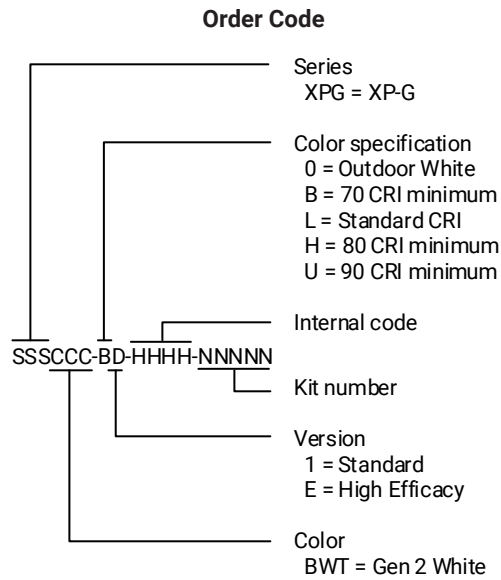 Order Code
Series
XPG = XP-G
Color specification
0 = Outdoor White
B = 70 CRI minimum
L = Standard CRI
H = 80 CRI minimum
U = 90 CRI minimum
Internal code
SSSCCC-BD-HHHH-NNNNN
Kit number
Version
1 = Standard
E = High Efficacy
Color
BWT = Gen 2 White